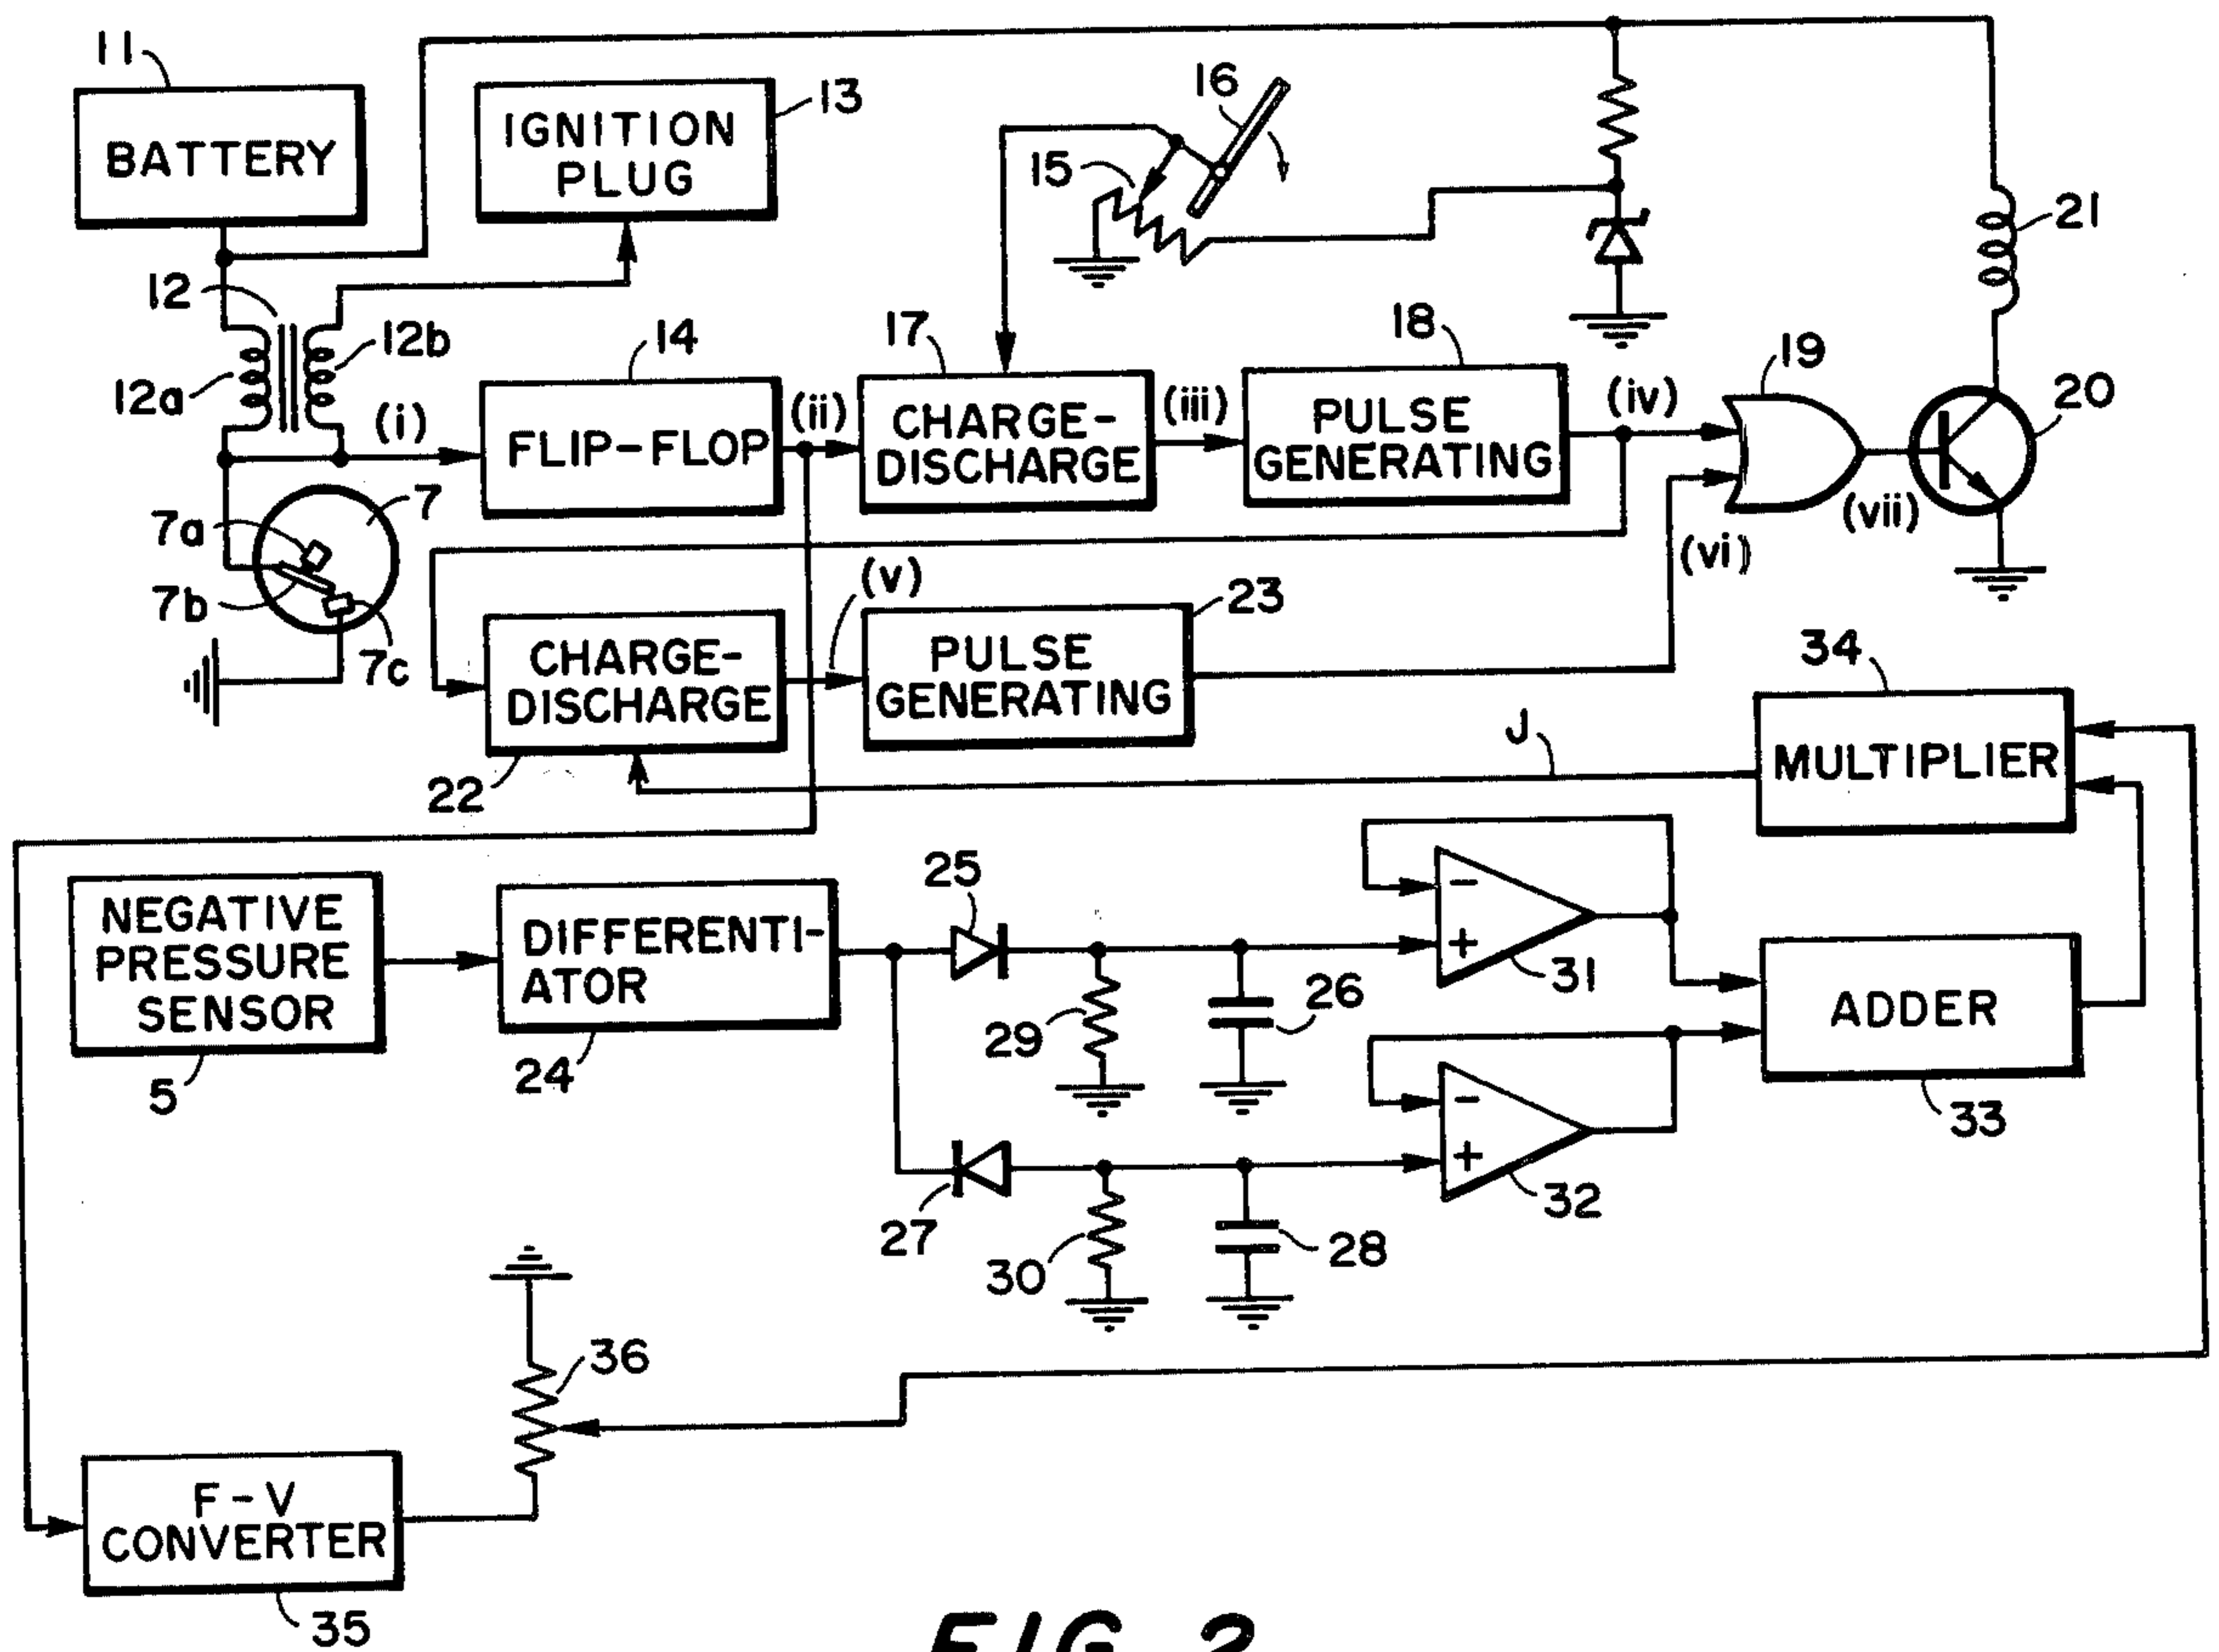 11
BATTERY
IGNITION
PLUG
13
16
15
21
12
12b
12a
(i)
14
FLIP-FLOP
(ii)
17
CHARGE-
DISCHARGE
(iii)
18
PULSE
GENERATING
(iv)
19
20
(vii)
(vi)
7
7a
7b
7c
CHARGE-
DISCHARGE
22
(v)
PULSE
GENERATING
23
J
34
MULTIPLIER
NEGATIVE
PRESSURE
SENSOR
5
DIFFERENTI-
ATOR
24
25
29
26
-
+
31
ADDER
33
27
30
28
-
+
32
36
F-V
CONVERTER
35
FIG 2